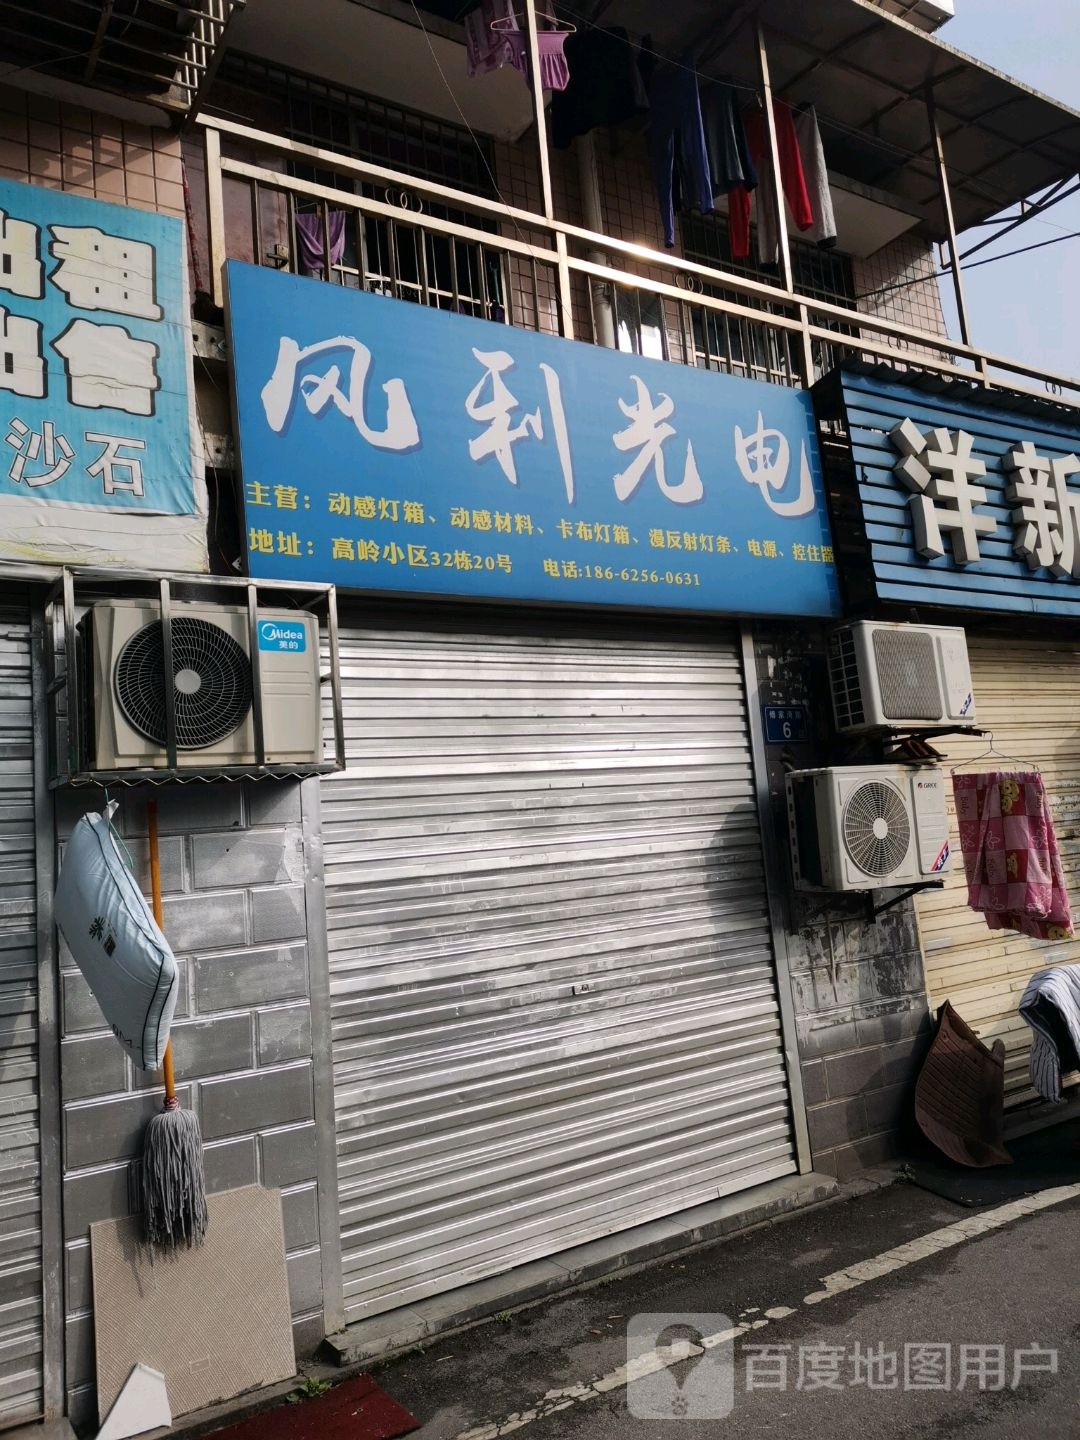 出租
出售
沙石
风利光电
主营：动感灯箱、动感材料、卡布灯箱、漫反射灯条、电源、控住器
地址：高岭小区32栋20号 电话:186-6256-0631
洋新
Midea
美的
6
GREE
百度地图用户